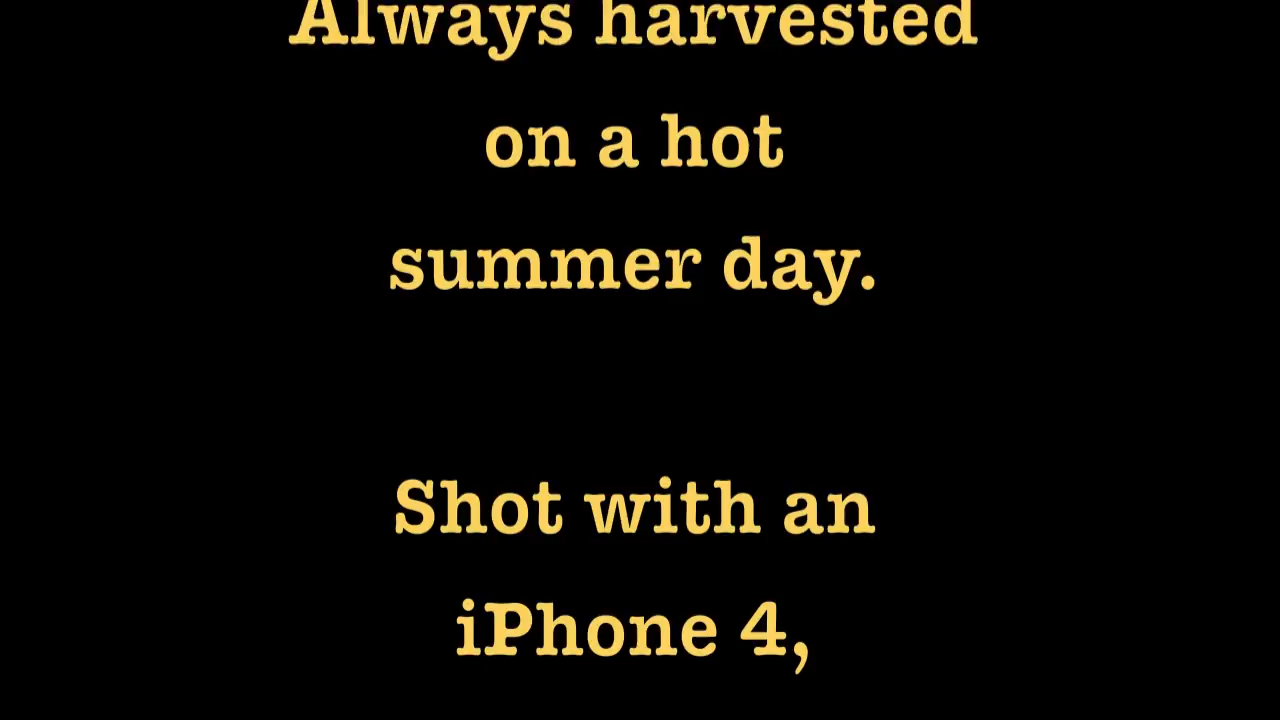 Always harvested
on a hot
summer day.
Shot with an
iPhone 4,